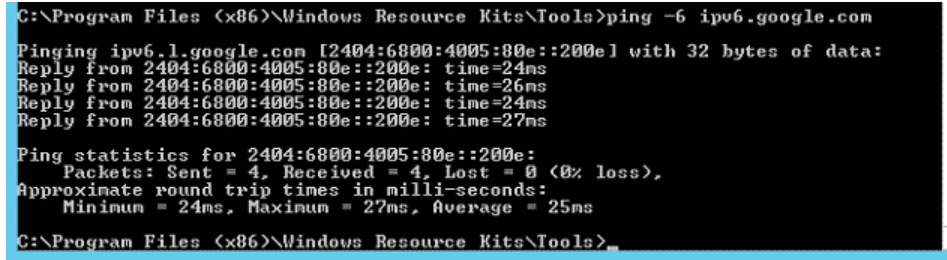 C:\Program Files (x86)\Windows Resource Kits\Tools>ping -6 ipv6.google.com
Pinging ipv6.l.google.com [2404:6800:4005:80e::200e] with 32 bytes of data:
Reply from 2404:6800:4005:80e::200e: time=24ms
Reply from 2404:6800:4005:80e::200e: time=26ms
Reply from 2404:6800:4005:80e::200e: time=24ms
Reply from 2404:6800:4005:80e::200e: time=27ms
Ping statistics for 2404:6800:4005:80e::200e:
    Packets: Sent = 4, Received = 4, Lost = 0 (0% loss),
Approximate round trip times in milli-seconds:
    Minimum = 24ms, Maximum = 27ms, Average = 25ms
C:\Program Files (x86)\Windows Resource Kits\Tools>_